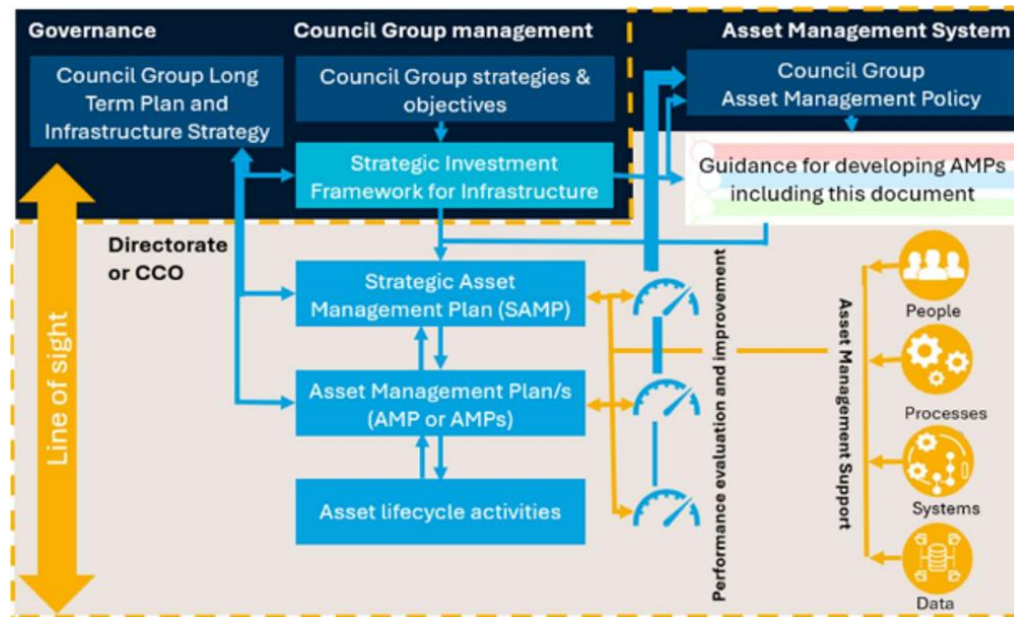 Governance
Council Group management
Asset Management System
Council Group Long
Term Plan and
Infrastructure Strategy
Council Group strategies &
objectives
Council Group
Asset Management Policy
Strategic Investment
Framework for Infrastructure
Guidance for developing AMPs
including this document
Directorate
or CCO
Line of sight
Strategic Asset
Management Plan (SAMP)
Asset Management Plan/s
(AMP or AMPs)
Asset lifecycle activities
Performance evaluation and improvement
Asset Management Support
People
Processes
Systems
Data